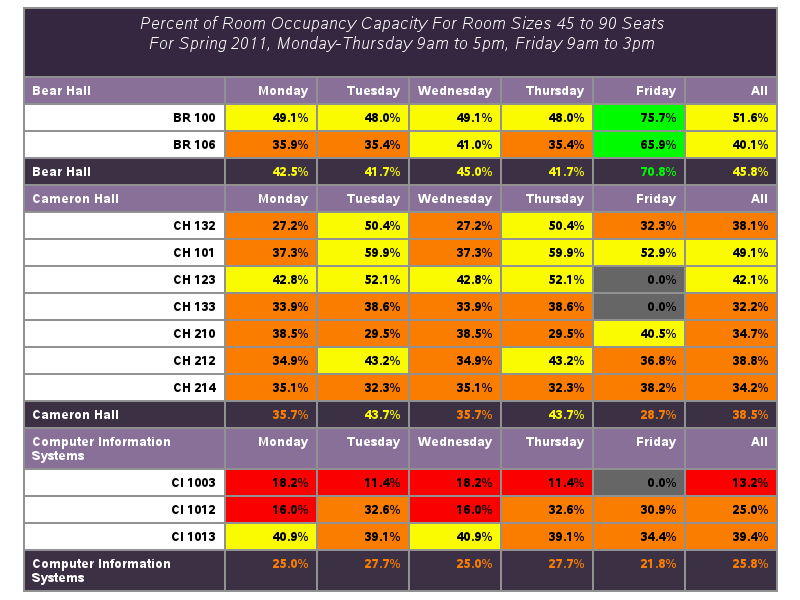 Percent of Room Occupancy Capacity For Room Sizes 45 to 90 Seats
For Spring 2011, Monday-Thursday 9am to 5pm, Friday 9am to 3pm
Bear Hall Monday Tuesday Wednesday Thursday Friday All
BR 100 49.1% 48.0% 49.1% 48.0% 75.7% 51.6%
BR 106 35.9% 35.4% 41.0% 35.4% 65.9% 40.1%
Bear Hall 42.5% 41.7% 45.0% 41.7% 70.8% 45.8%
Cameron Hall Monday Tuesday Wednesday Thursday Friday All
CH 132 27.2% 50.4% 27.2% 50.4% 32.3% 38.1%
CH 101 37.3% 59.9% 37.3% 59.9% 52.9% 49.1%
CH 123 42.8% 52.1% 42.8% 52.1% 0.0% 42.1%
CH 133 33.9% 38.6% 33.9% 38.6% 0.0% 32.2%
CH 210 38.5% 29.5% 38.5% 29.5% 40.5% 34.7%
CH 212 34.9% 43.2% 34.9% 43.2% 36.8% 38.8%
CH 214 35.1% 32.3% 35.1% 32.3% 38.2% 34.2%
Cameron Hall 35.7% 43.7% 35.7% 43.7% 28.7% 38.5%
Computer Information Monday Tuesday Wednesday Thursday Friday All
Systems
CI 1003 18.2% 11.4% 18.2% 11.4% 0.0% 13.2%
CI 1012 16.0% 32.6% 16.0% 32.6% 30.9% 25.0%
CI 1013 40.9% 39.1% 40.9% 39.1% 34.4% 39.4%
Computer Information 25.0% 27.7% 25.0% 27.7% 21.8% 25.8%
Systems